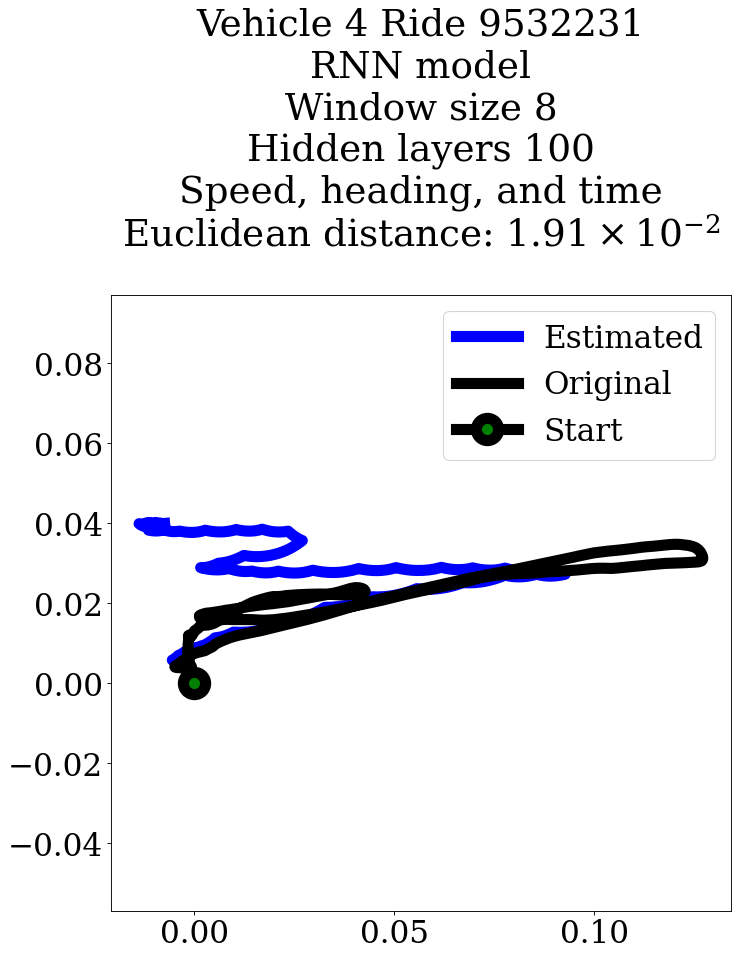 Vehicle 4 Ride 9532231
RNN model
Window size 8
Hidden layers 100
Speed, heading, and time
Euclidean distance: 1.91 × 10⁻²
Estimated
Original
Start
0.08
0.06
0.04
0.02
0.00
−0.02
−0.04
0.00 0.05 0.10